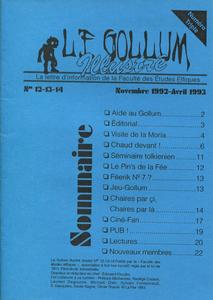 Numéro Triple
LE GOLLUM
Illustré
La lettre d'information de la Faculté des Études Elfiques
Nos 12-13-14
Novembre 1992-Avril 1993
Sommaire
❑ Aide au Gollum 2
❑ Éditorial 3
❑ Visite de la Moria 4
❑ Chaud devant ! 6
❑ Séminaire tolkienien 11
❑ Le Pin's de la Fée 12
❑ Féerik N° 7 ? 13
❑ Jeu-Gollum 13
❑ Chaires par çi,
Chaires par là 14
❑ Ciné-Fan 17
❑ PUB ! 19
❑ Lectures 20
❑ Nouveaux membres 22